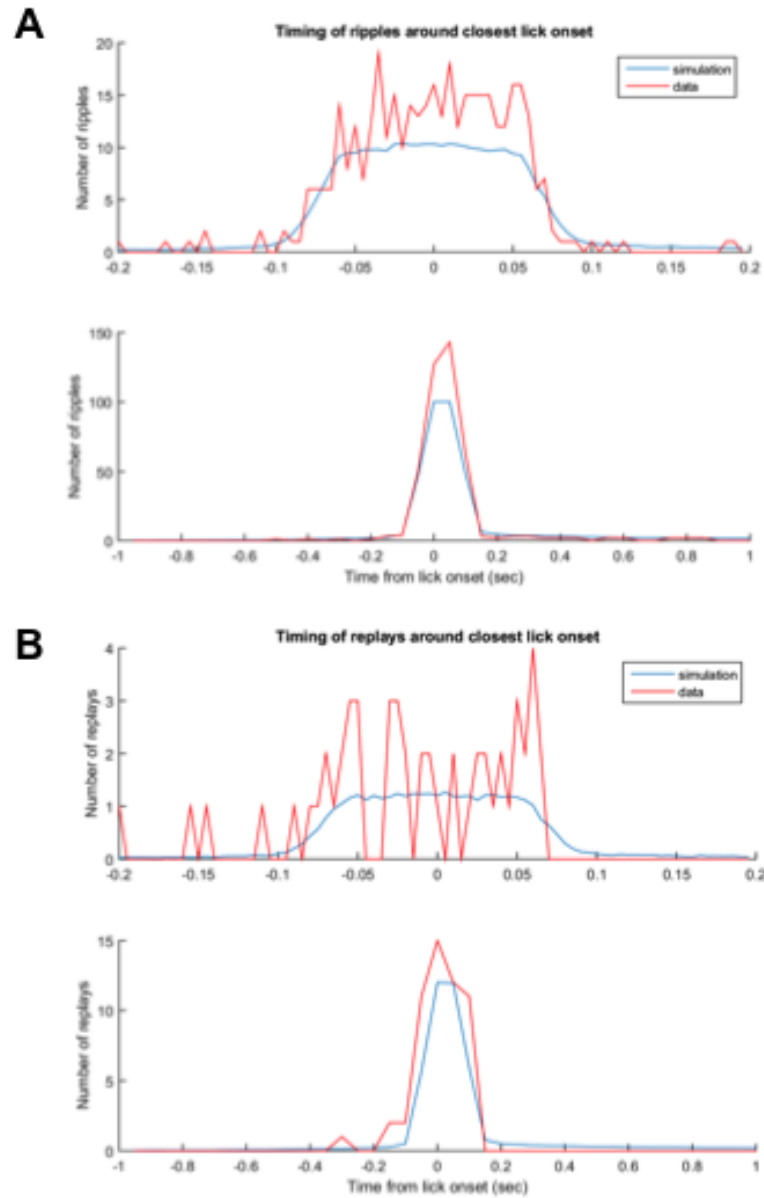 A
Timing of ripples around closest lick onset
simulation
data
Number of ripples
20
15
10
5
0
-0.2 -0.15 -0.1 -0.05 0 0.05 0.1 0.15 0.2
Number of ripples
150
100
50
0
-1 -0.8 -0.6 -0.4 -0.2 0 0.2 0.4 0.6 0.8 1
Time from lick onset (sec)
B
Timing of replays around closest lick onset
simulation
data
Number of replays
4
3
2
1
0
-0.2 -0.15 -0.1 -0.05 0 0.05 0.1 0.15 0.2
Number of replays
15
10
5
0
-1 -0.8 -0.6 -0.4 -0.2 0 0.2 0.4 0.6 0.8 1
Time from lick onset (sec)